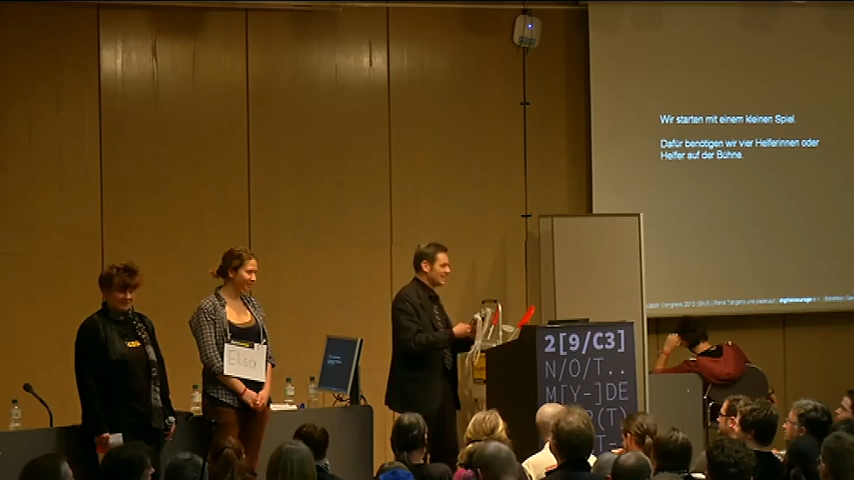 Wir starten mit einem kleinen Spiel.
Dafür benötigen wir vier Helferinnen oder
Helfer auf der Bühne.
Elsa
2[9/C3]
N/O/T..
M[Y-]DE